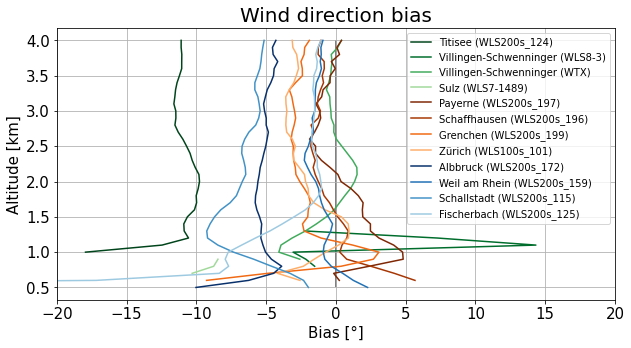 Wind direction bias
Altitude [km]
4.0
3.5
3.0
2.5
2.0
1.5
1.0
0.5
Titisee (WLS200s_124)
Villingen-Schwenninger (WLS8-3)
Villingen-Schwenninger (WTX)
Sulz (WLS7-1489)
Payerne (WLS200s_197)
Schaffhausen (WLS200s_196)
Grenchen (WLS200s_199)
Zürich (WLS100s_101)
Albbruck (WLS200s_172)
Weil am Rhein (WLS200s_159)
Schallstadt (WLS200s_115)
Fischerbach (WLS200s_125)
−20 −15 −10 −5 0 5 10 15 20
Bias [°]